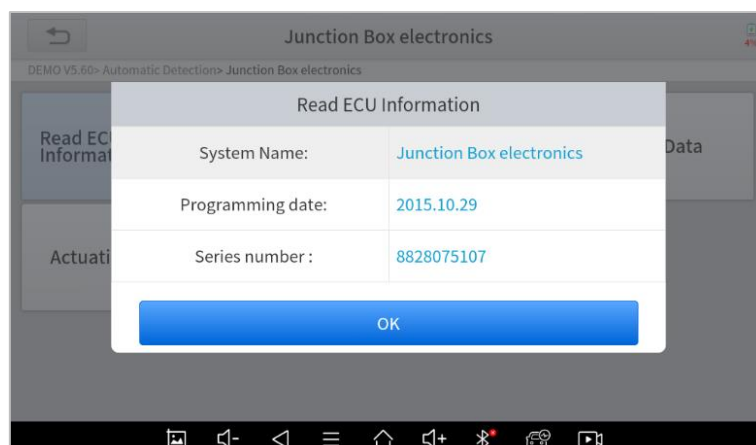 Junction Box electronics
DEMO V5.60> Automatic Detection> Junction Box electronics
Read ECU Information
System Name: Junction Box electronics
Programming date: 2015.10.29
Series number : 8828075107
OK
Read EC
Informat
Data
Actuati